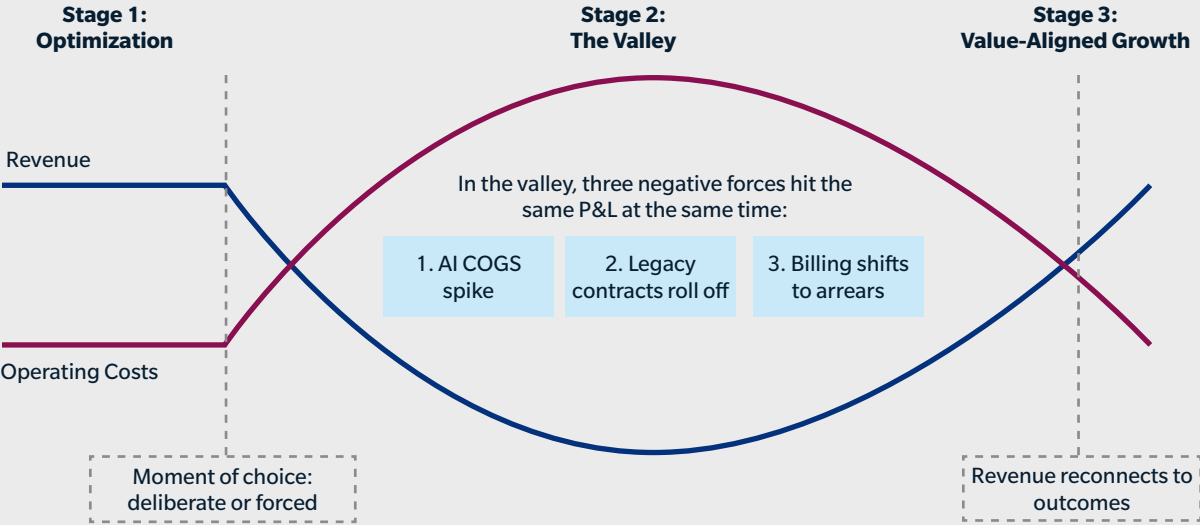 Stage 1:
Optimization
Stage 2:
The Valley
Stage 3:
Value-Aligned Growth
Revenue
In the valley, three negative forces hit the
same P&L at the same time:
1. AI COGS
spike
2. Legacy
contracts roll off
3. Billing shifts
to arrears
Operating Costs
Moment of choice:
deliberate or forced
Revenue reconnects to
outcomes